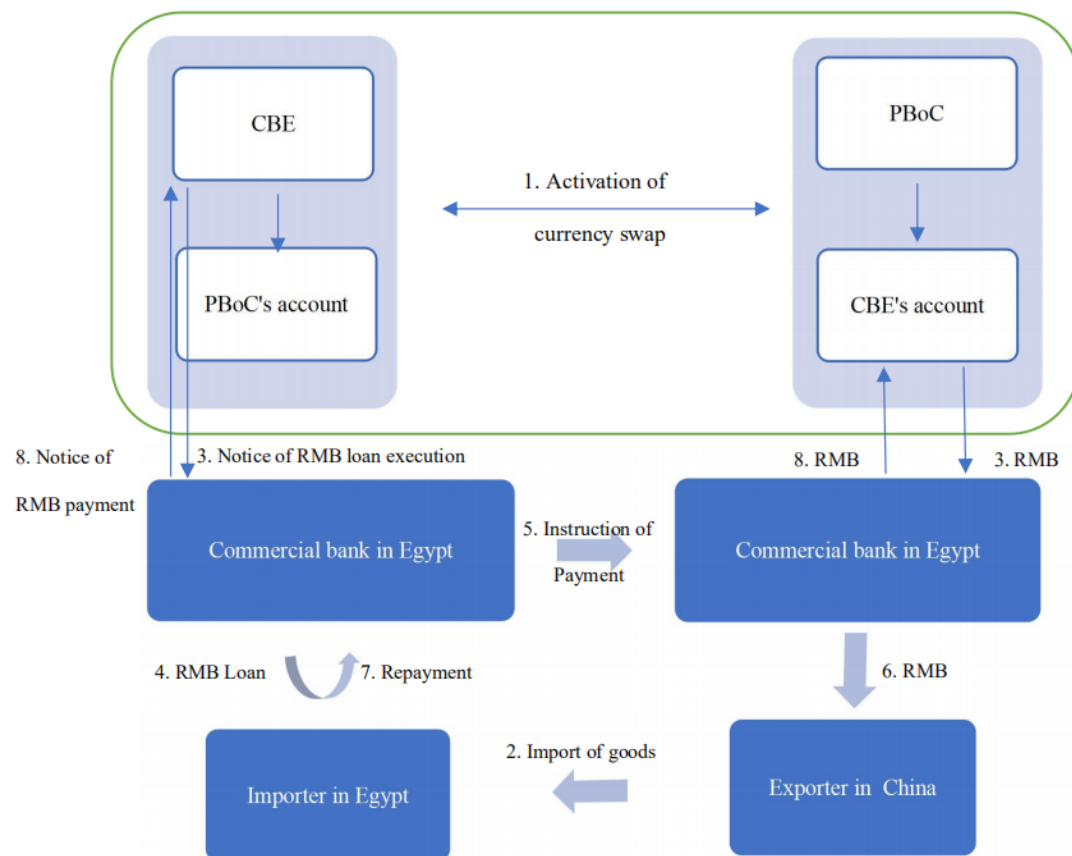 CBE
PBoC
1. Activation of
currency swap
PBoC's account
CBE's account
8. Notice of
RMB payment
3. Notice of RMB loan execution
8. RMB
3. RMB
Commercial bank in Egypt
5. Instruction of
Payment
Commercial bank in Egypt
4. RMB Loan
7. Repayment
6. RMB
2. Import of goods
Importer in Egypt
Exporter in China